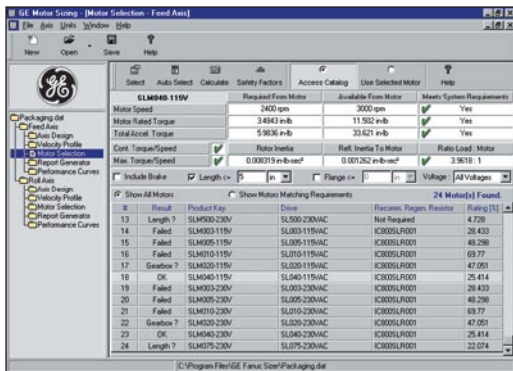 GE Motor Sizing - [Motor Selection - Feed Axis]
File Axis Units Window Help
New Open Save Help
Select Auto Select Calculate Safety Factors Access Catalog Use Selected Motor Help
Packaging.dat
Feed Axis
Axis Design
Velocity Profile
Motor Selection
Report Generator
Performance Curves
Roll Axis
Axis Design
Velocity Profile
Motor Selection
Report Generator
Performance Curves
SLM040-115V Required From Motor Available From Motor Meets System Requirements
Motor Speed 2400 rpm 3000 rpm Yes
Motor Rated Torque 3.4843 in-lb 11.502 in-lb Yes
Total Accel. Torque 5.9836 in-lb 33.621 in-lb Yes
Cont. Torque/Speed Rotor Inertia Refl. Inertia To Motor Ratio Load : Motor
Max. Torque/Speed 0.000319 in-lb-sec² 0.001262 in-lb-sec² 3.9618 : 1
Include Brake Length <= 5 in Flange <= 0 in Voltage : All Voltages
Show All Motors Show Motors Matching Requirements 24 Motor(s) Found.
# Result Product Key Drive Recomm. Regen. Resistor Rating [%]
13 Length ? SLM500-230V SL500-230VAC Not Required 4.728
14 Failed SLM003-115V SL003-115VAC IC800SLR001 28.433
15 Failed SLM005-115V SL005-115VAC IC800SLR001 48.298
16 Failed SLM010-115V SL010-115VAC IC800SLR001 69.77
17 Gearbox ? SLM020-115V SL020-115VAC IC800SLR001 47.051
18 OK SLM040-115V SL040-115VAC IC800SLR001 25.414
19 Failed SLM003-230V SL003-230VAC IC800SLR001 28.433
20 Failed SLM005-230V SL005-230VAC IC800SLR001 48.298
21 Failed SLM010-230V SL010-230VAC IC800SLR001 69.77
22 Gearbox ? SLM020-230V SL020-230VAC IC800SLR001 47.051
23 OK SLM040-230V SL040-230VAC IC800SLR001 25.414
24 Length ? SLM075-230V SL075-230VAC IC800SLR001 22.074
C:\Program Files\GE Fanuc Sizer\Packaging.dat